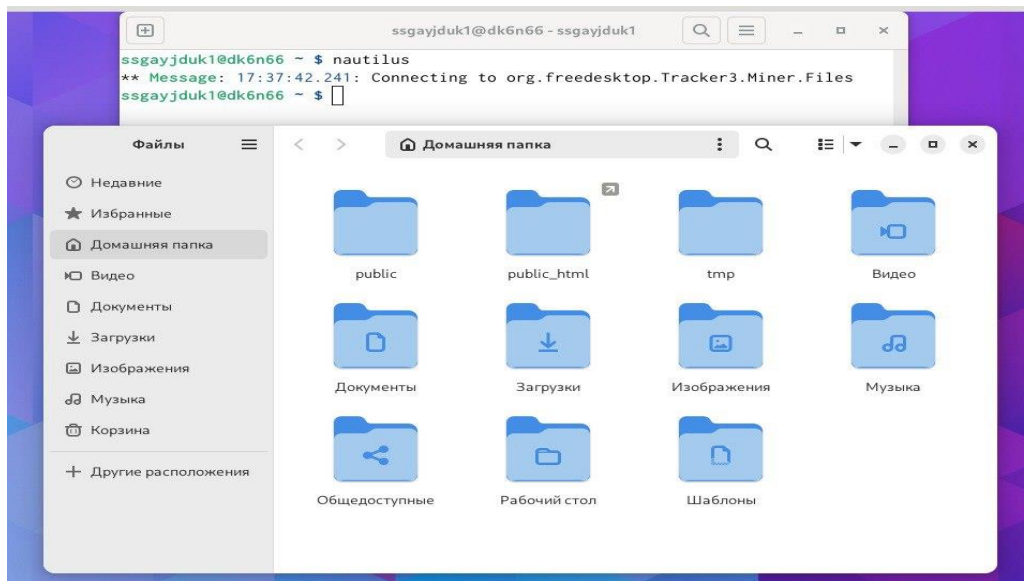 ssgayjduk1@dk6n66 - ssgayjduk1
ssgayjduk1@dk6n66 ~ $ nautilus
** Message: 17:37:42.241: Connecting to org.freedesktop.Tracker3.Miner.Files
ssgayjduk1@dk6n66 ~ $
Файлы
Домашняя папка
Недавние
Избранные
Домашняя папка
Видео
Документы
Загрузки
Изображения
Музыка
Корзина
Другие расположения
public
public_html
tmp
Видео
Документы
Загрузки
Изображения
Музыка
Общедоступные
Рабочий стол
Шаблоны